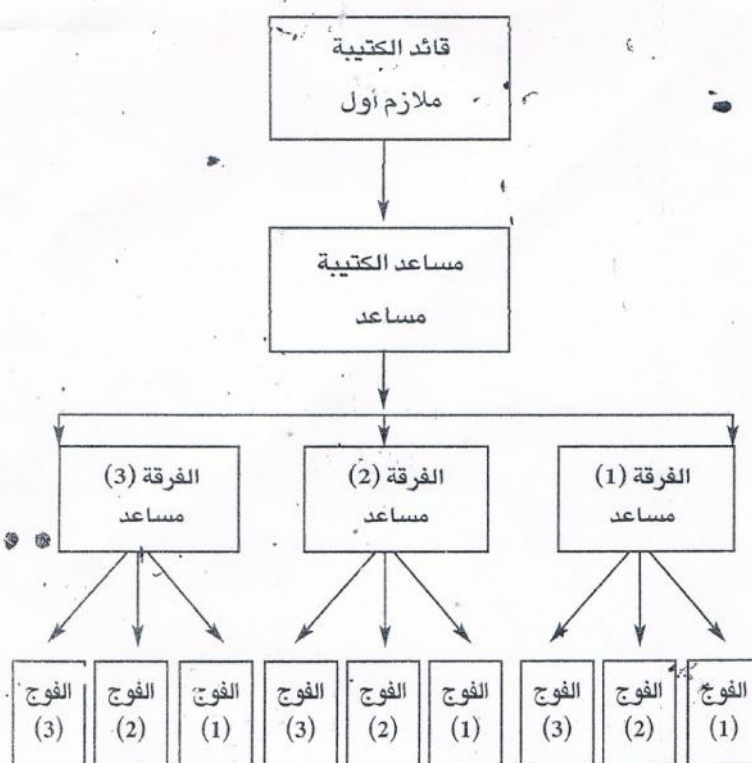 قائد الكتيبة
ملازم أول
مساعد الكتيبة
مساعد
الفرقة (1)
مساعد
الفرقة (2)
مساعد
الفرقة (3)
مساعد
الفوج
(1)
الفوج
(2)
الفوج
(3)
الفوج
(1)
الفوج
(2)
الفوج
(3)
الفوج
(1)
الفوج
(2)
الفوج
(3)